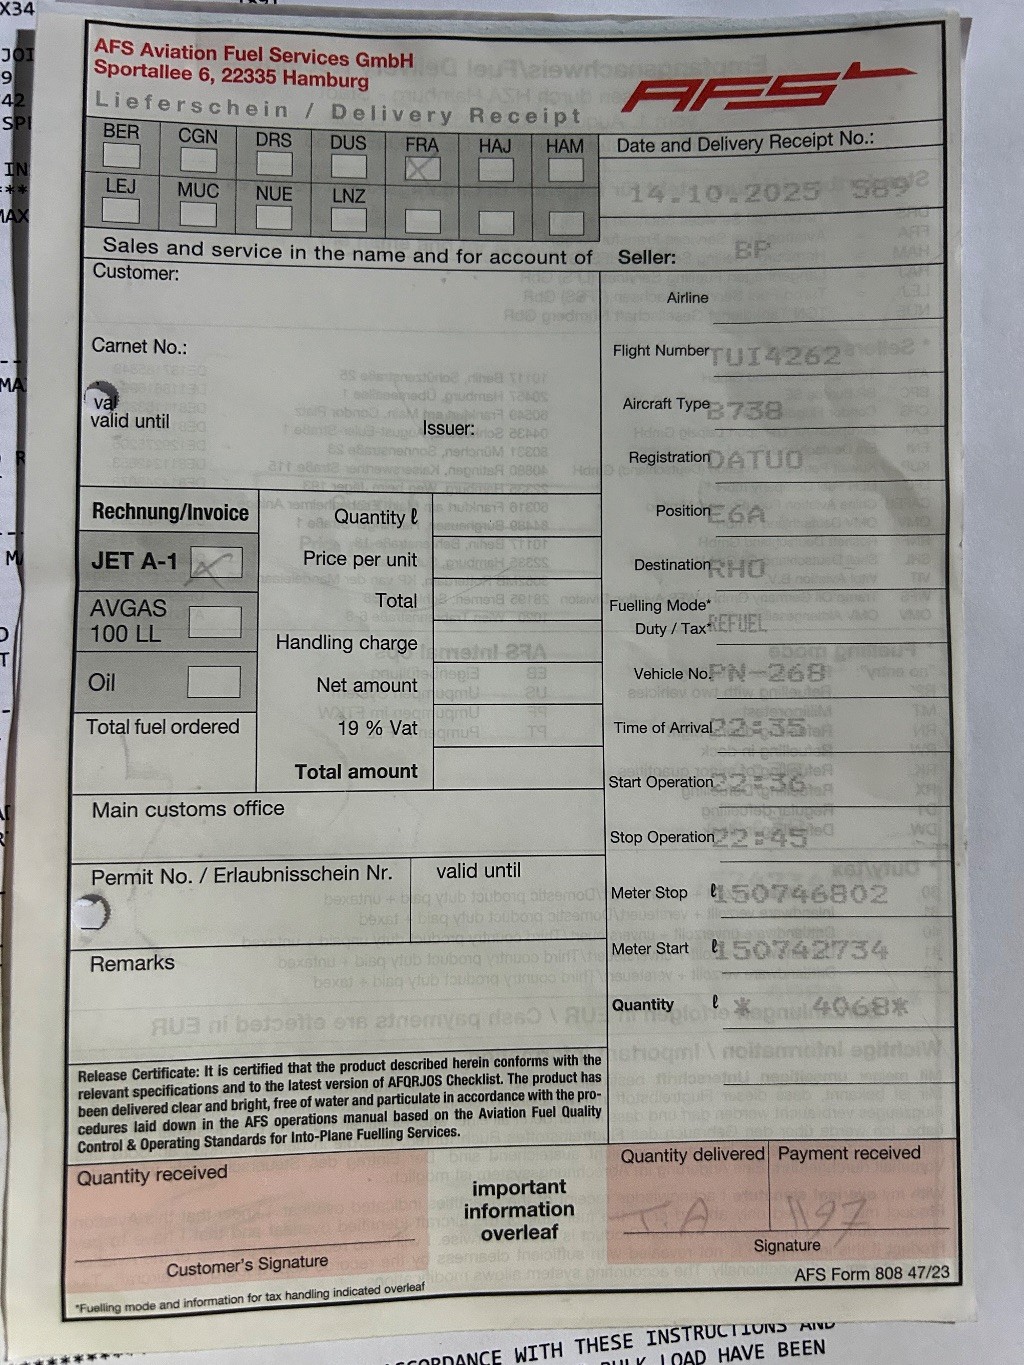 AFS Aviation Fuel Services GmbH
Sportallee 6, 22335 Hamburg
AFS
Lieferschein / Delivery Receipt
BER CGN DRS DUS FRA HAJ HAM
LEJ MUC NUE LNZ
Date and Delivery Receipt No.:
14.10.2025 589
Sales and service in the name and for account of
Seller: BP
Customer:
Airline
Carnet No.:
Flight Number TUI4262
val
valid until
Issuer:
Aircraft Type B738
Registration DATUO
Position E6A
Destination RHO
Fuelling Mode*
Duty / Tax* REFUEL
Vehicle No. PN-268
Time of Arrival 22:35
Start Operation 22:36
Stop Operation 22:45
Meter Stop ℓ 150746802
Meter Start ℓ 150742734
Quantity ℓ * 4068*
Rechnung/Invoice
JET A-1
AVGAS
100 LL
Oil
Total fuel ordered
Quantity ℓ
Price per unit
Total
Handling charge
Net amount
19 % Vat
Total amount
Main customs office
Permit No. / Erlaubnisschein Nr.
valid until
Remarks
Release Certificate: It is certified that the product described herein conforms with the
relevant specifications and to the latest version of AFQRJOS Checklist. The product has
been delivered clear and bright, free of water and particulate in accordance with the pro-
cedures laid down in the AFS operations manual based on the Aviation Fuel Quality
Control & Operating Standards for Into-Plane Fuelling Services.
Quantity received
Customer's Signature
important
information
overleaf
Quantity delivered
Payment received
T.A 1197
Signature
*Fuelling mode and information for tax handling indicated overleaf
AFS Form 808 47/23
WITH THESE INSTRUCTIONS AND
LOAD HAVE BEEN